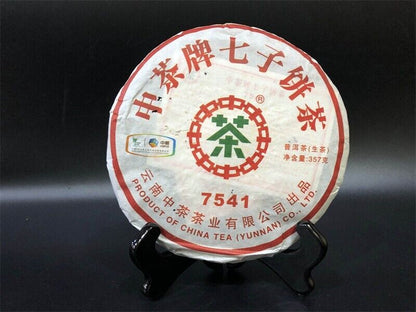 中茶牌七子饼茶
茶
®
普洱茶(生茶)
净含量:357克
7541
云南中茶茶业有限公司出品
PRODUCT OF CHINA TEA (YUNNAN) CO., LTD.